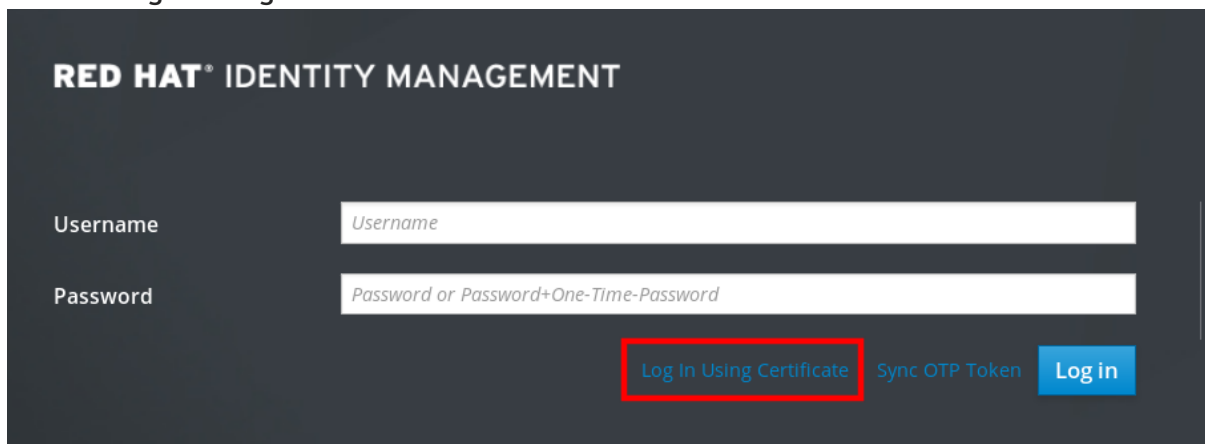 RED HAT® IDENTITY MANAGEMENT
Username Username
Password Password or Password+One-Time-Password
Log In Using Certificate Sync OTP Token Log in